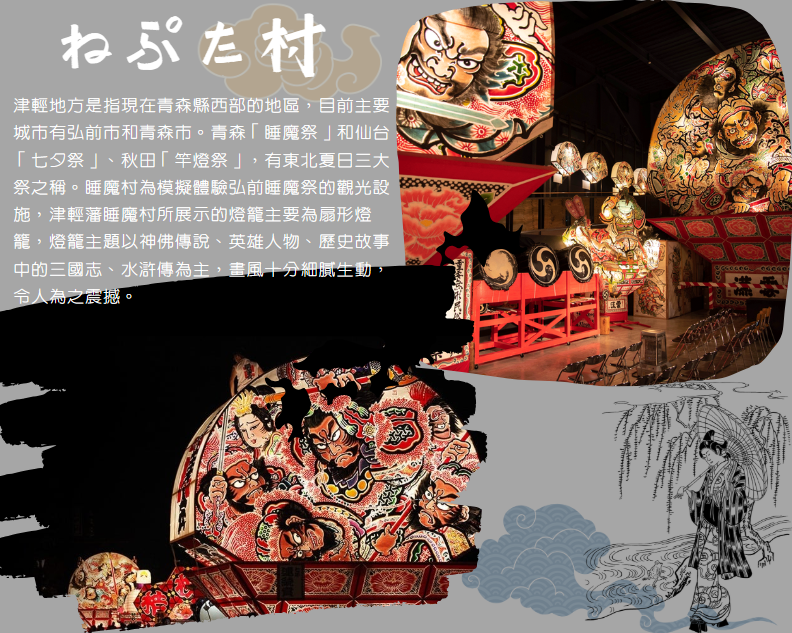 ねぷた村
津輕地方是指現在青森縣西部的地區，目前主要
城市有弘前市和青森市。青森「睡魔祭」和仙台
「七夕祭」、秋田「竿燈祭」，有東北夏日三大
祭之稱。睡魔村為模擬體驗弘前睡魔祭的觀光設
施，津輕藩睡魔村所展示的燈籠主要為扇形燈
籠，燈籠主題以神佛傳說、英雄人物、歷史故事
中的三國志、水滸傳為主，畫風十分細膩生動，
令人為之震撼。